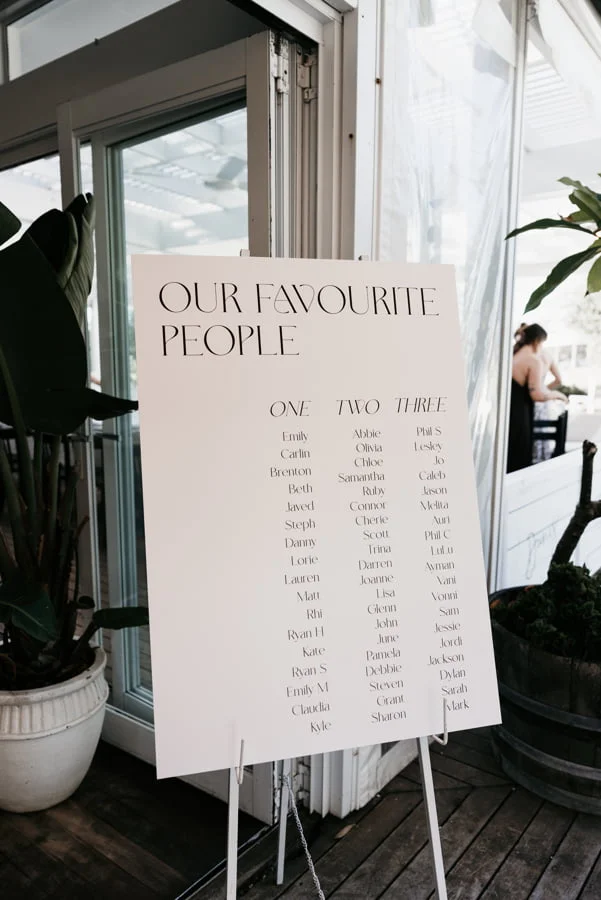 OUR FAVOURITE
PEOPLE
ONE
Emily
Carlin
Brenton
Beth
Javed
Steph
Danny
Lorie
Lauren
Matt
Rhi
Ryan H
Kate
Ryan S
Emily M
Claudia
Kyle
TWO
Abbie
Olivia
Chloe
Samantha
Ruby
Connor
Cherie
Scott
Trina
Darren
Joanne
Lisa
Glenn
John
June
Pamela
Debbie
Steven
Grant
Sharon
THREE
Phil S
Lesley
Jo
Caleb
Jason
Melita
Auri
Phil C
LuLu
Ayman
Vani
Vonni
Sam
Jessie
Jordi
Jackson
Dylan
Sarah
Mark